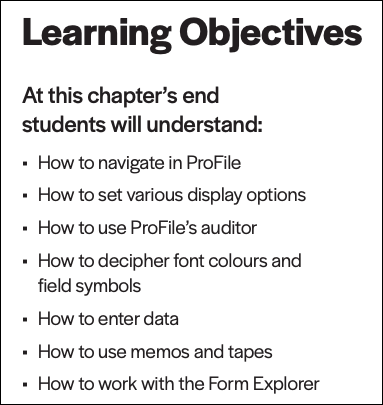 Learning Objectives
At this chapter's end
students will understand:
▪ How to navigate in ProFile
▪ How to set various display options
▪ How to use ProFile's auditor
▪ How to decipher font colours and
field symbols
▪ How to enter data
▪ How to use memos and tapes
▪ How to work with the Form Explorer